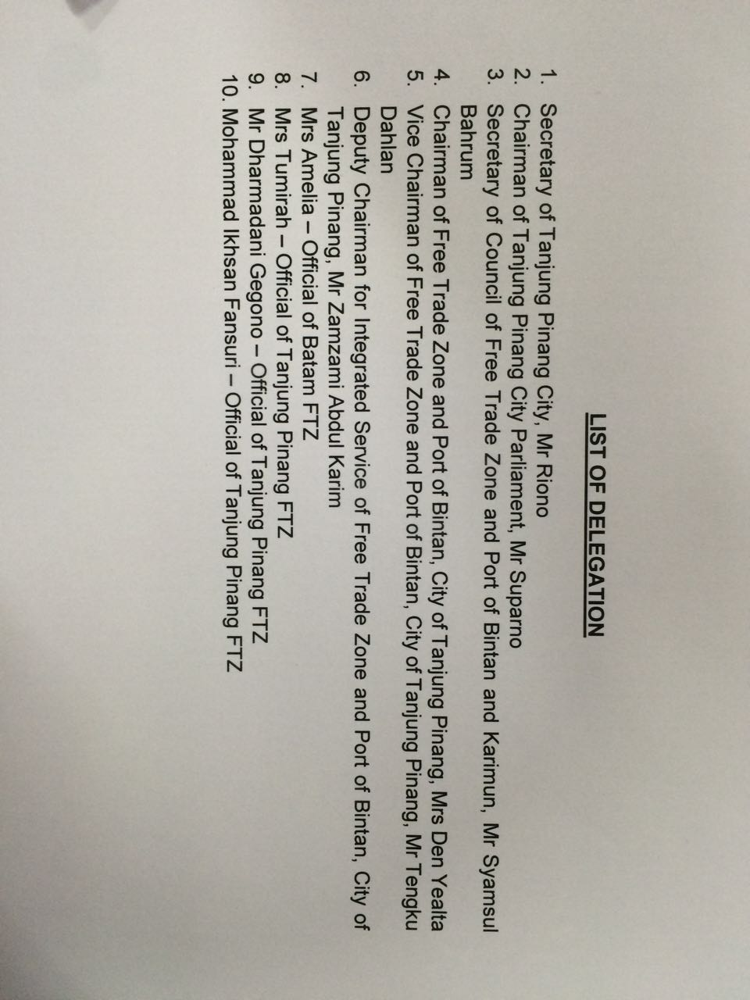 LIST OF DELEGATION
1. Secretary of Tanjung Pinang City, Mr Riono
2. Chairman of Tanjung Pinang City Parliament, Mr Suparno
3. Secretary of Council of Free Trade Zone and Port of Bintan and Karimun, Mr Syamsul
Bahrum
4. Chairman of Free Trade Zone and Port of Bintan, City of Tanjung Pinang, Mrs Den Yealta
5. Vice Chairman of Free Trade Zone and Port of Bintan, City of Tanjung Pinang, Mr Tengku
Dahlan
6. Deputy Chairman for Integrated Service of Free Trade Zone and Port of Bintan, City of
Tanjung Pinang, Mr Zamzami Abdul Karim
7. Mrs Amelia – Official of Batam FTZ
8. Mrs Tumirah – Official of Tanjung Pinang FTZ
9. Mr Dharmadani Gegono – Official of Tanjung Pinang FTZ
10. Mohammad Ikhsan Fansuri – Official of Tanjung Pinang FTZ